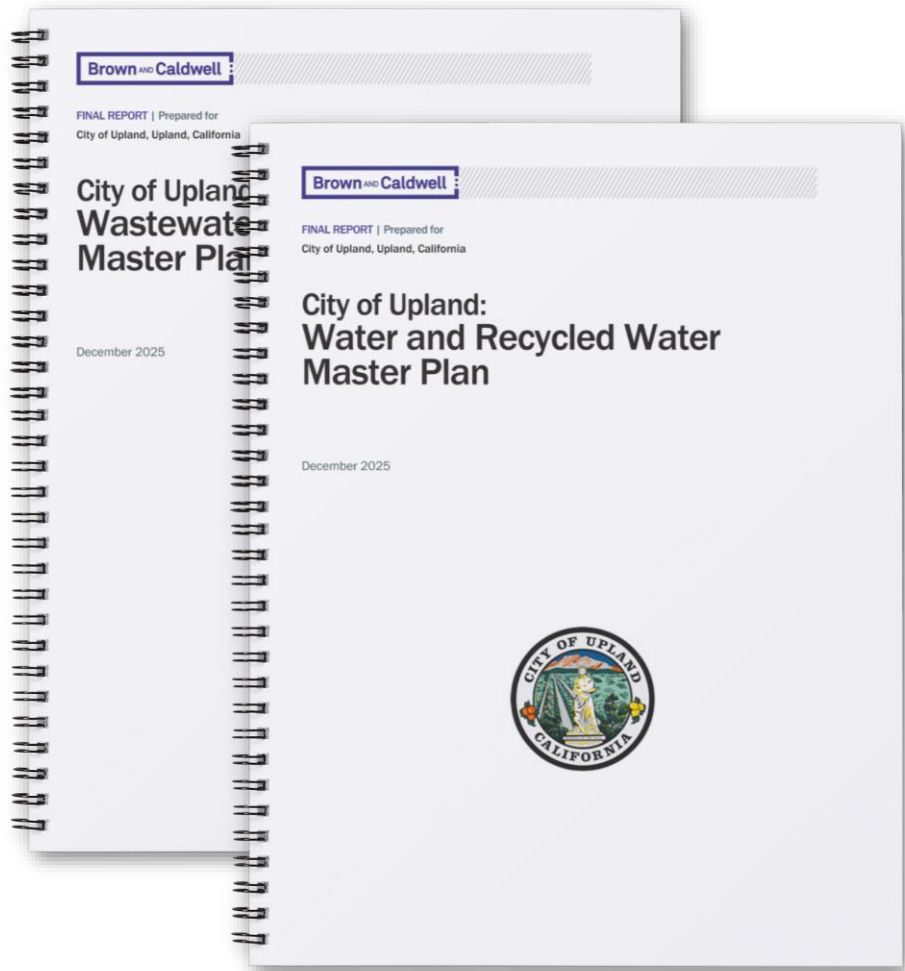 Brown AND Caldwell
FINAL REPORT | Prepared for
City of Upland, Upland, California
City of Upland
Wastewate
Master Pla
December 2025
Brown AND Caldwell
FINAL REPORT | Prepared for
City of Upland, Upland, California
City of Upland:
Water and Recycled Water
Master Plan
December 2025
CITY OF UPLAND
CALIFORNIA